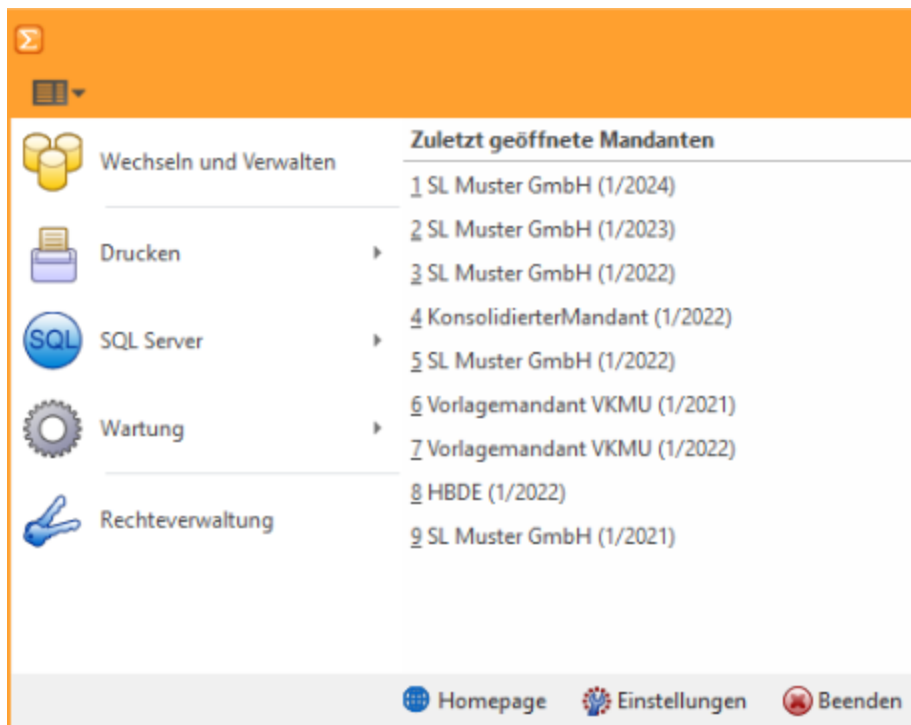 Σ
Wechseln und Verwalten
Drucken
SQL
SQL Server
Wartung
Rechteverwaltung
Zuletzt geöffnete Mandanten
1 SL Muster GmbH (1/2024)
2 SL Muster GmbH (1/2023)
3 SL Muster GmbH (1/2022)
4 KonsolidierterMandant (1/2022)
5 SL Muster GmbH (1/2022)
6 Vorlagemandant VKMU (1/2021)
7 Vorlagemandant VKMU (1/2022)
8 HBDE (1/2022)
9 SL Muster GmbH (1/2021)
Homepage Einstellungen Beenden